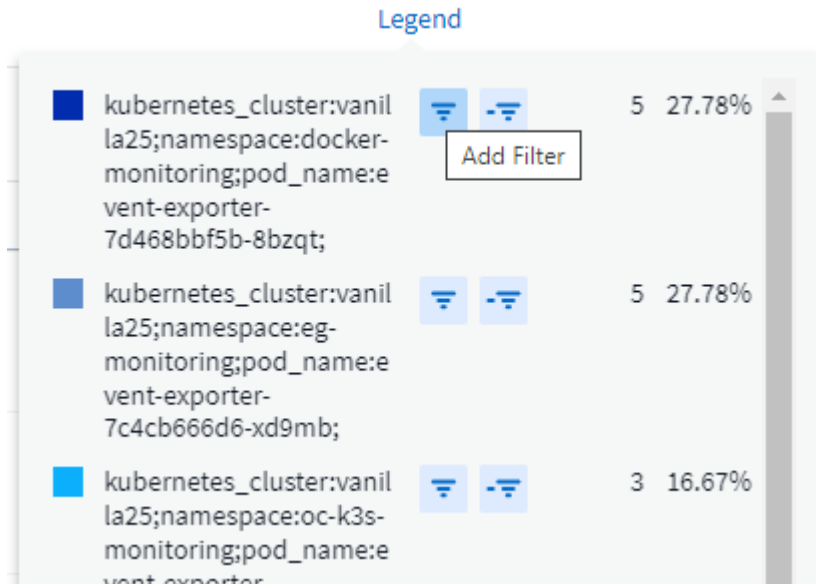 Legend
kubernetes_cluster:vanil 5 27.78%
la25;namespace:docker-
Add Filter
monitoring;pod_name:e
vent-exporter-
7d468bbf5b-8bzqt;
kubernetes_cluster:vanil 5 27.78%
la25;namespace:eg-
monitoring;pod_name:e
vent-exporter-
7c4cb666d6-xd9mb;
kubernetes_cluster:vanil 3 16.67%
la25;namespace:oc-k3s-
monitoring;pod_name:e
vent-exporter